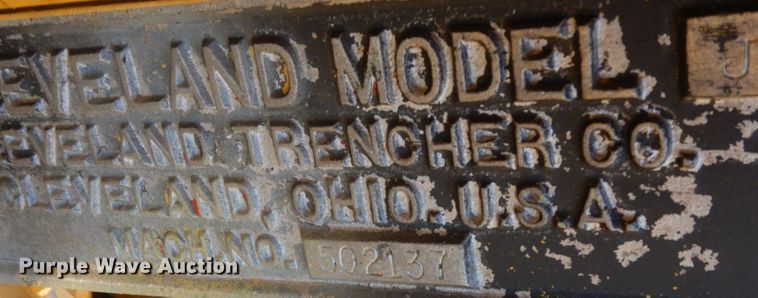 EVELAND MODEL J
EVELAND TRENCHER CO.
CLEVELAND, OHIO. U.S.A.
MACH. NO. 502137
Purple Wave Auction